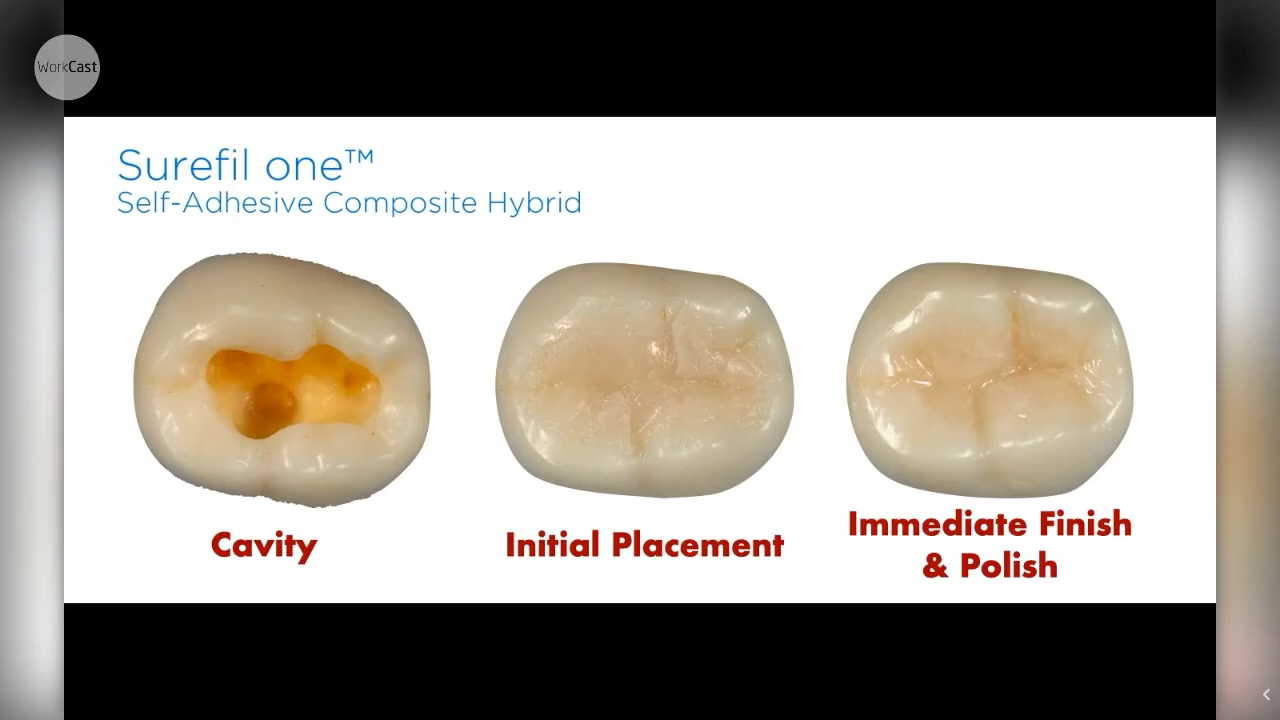 WorkCast
Surefil one™
Self-Adhesive Composite Hybrid
Cavity
Initial Placement
Immediate Finish
& Polish